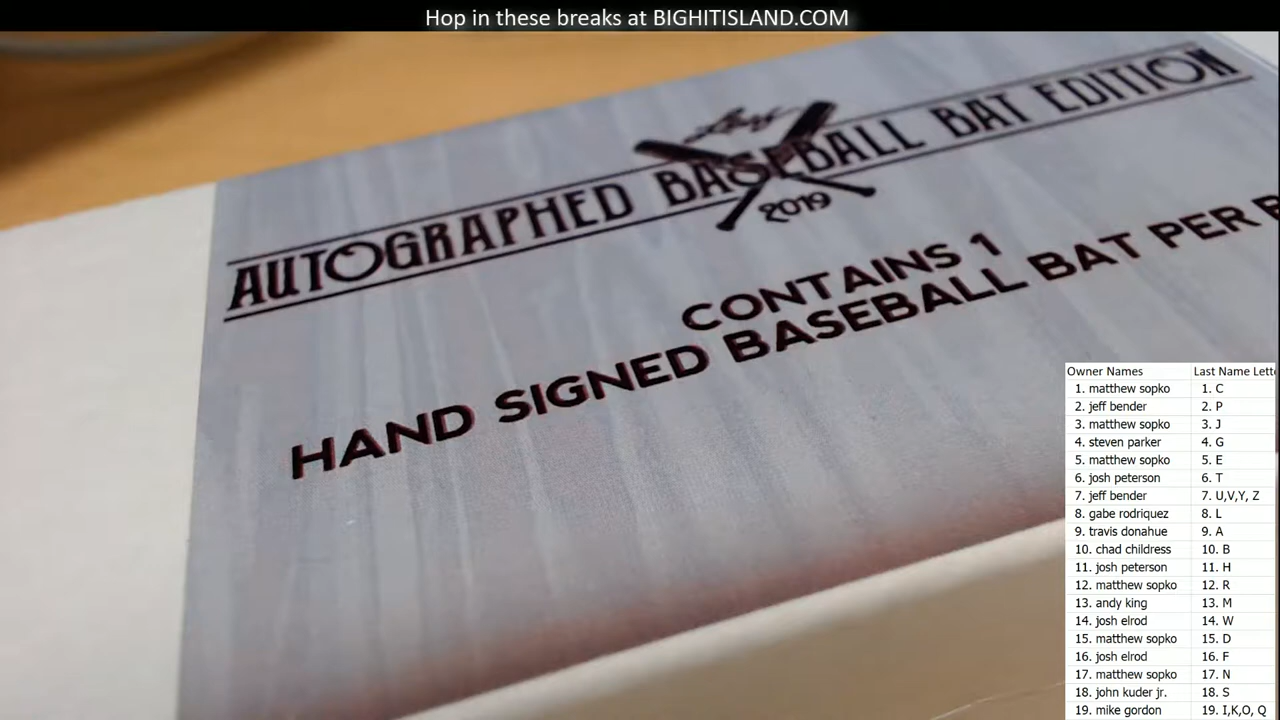 Hop in these breaks at BIGHITISLAND.COM
Leaf
AUTOGRAPHED BASEBALL BAT EDITION
2019
CONTAINS 1
HAND SIGNED BASEBALL BAT PER B
Owner Names Last Name Lette
1. matthew sopko 1. C
2. jeff bender 2. P
3. matthew sopko 3. J
4. steven parker 4. G
5. matthew sopko 5. E
6. josh peterson 6. T
7. jeff bender 7. U,V,Y, Z
8. gabe rodriquez 8. L
9. travis donahue 9. A
10. chad childress 10. B
11. josh peterson 11. H
12. matthew sopko 12. R
13. andy king 13. M
14. josh elrod 14. W
15. matthew sopko 15. D
16. josh elrod 16. F
17. matthew sopko 17. N
18. john kuder jr. 18. S
19. mike gordon 19. I,K,O, Q